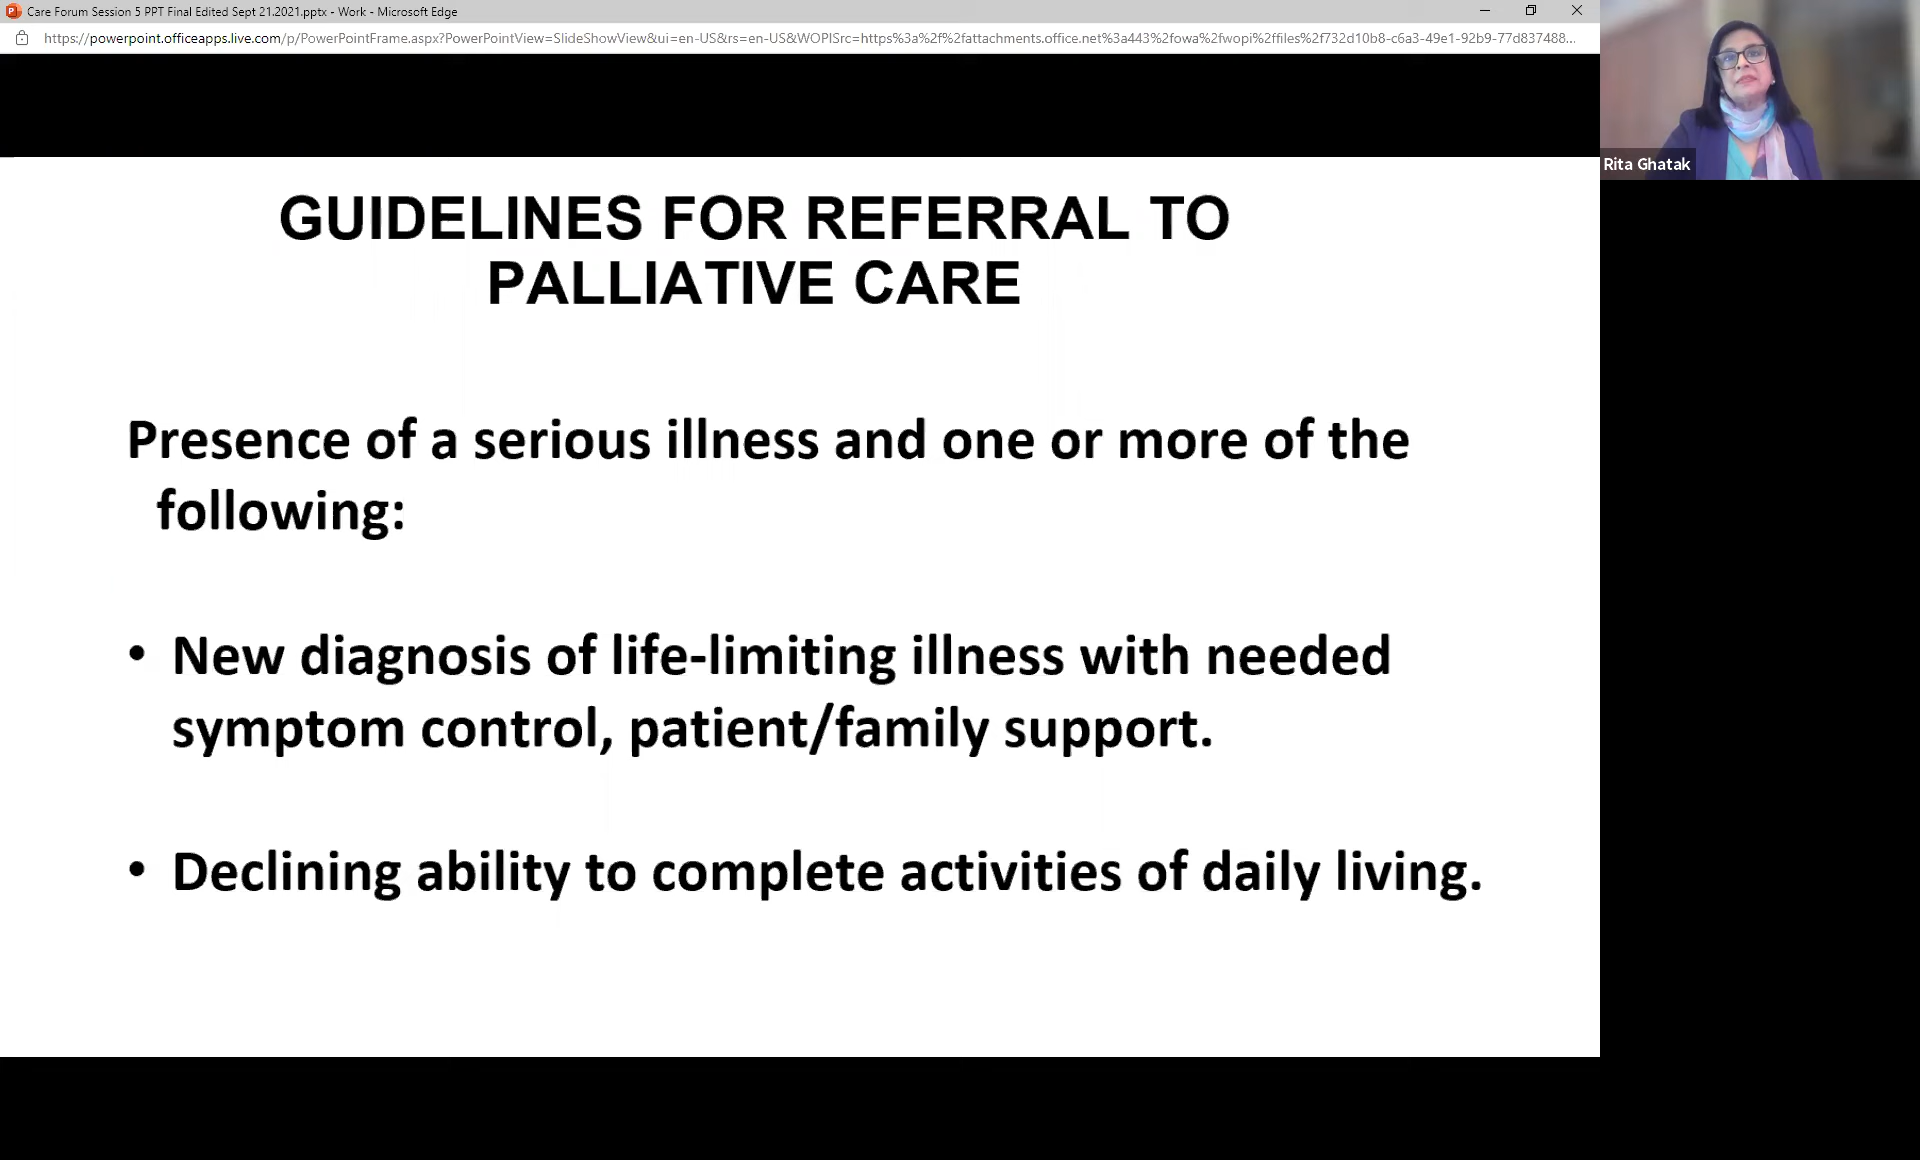 Care Forum Session 5 PPT Final Edited Sept 21.2021.pptx - Work - Microsoft Edge
https://powerpoint.officeapps.live.com/p/PowerPointFrame.aspx?PowerPointView=SlideShowView&ui=en-US&rs=en-US&WOPISrc=https%3a%2f%2fattachments.office.net%3a443%2fowa%2fwopi%2ffiles%2f732d10b8-c6a3-49e1-92b9-77d837488...
Rita Ghatak
GUIDELINES FOR REFERRAL TO
PALLIATIVE CARE
Presence of a serious illness and one or more of the
following:
• New diagnosis of life-limiting illness with needed
symptom control, patient/family support.
• Declining ability to complete activities of daily living.